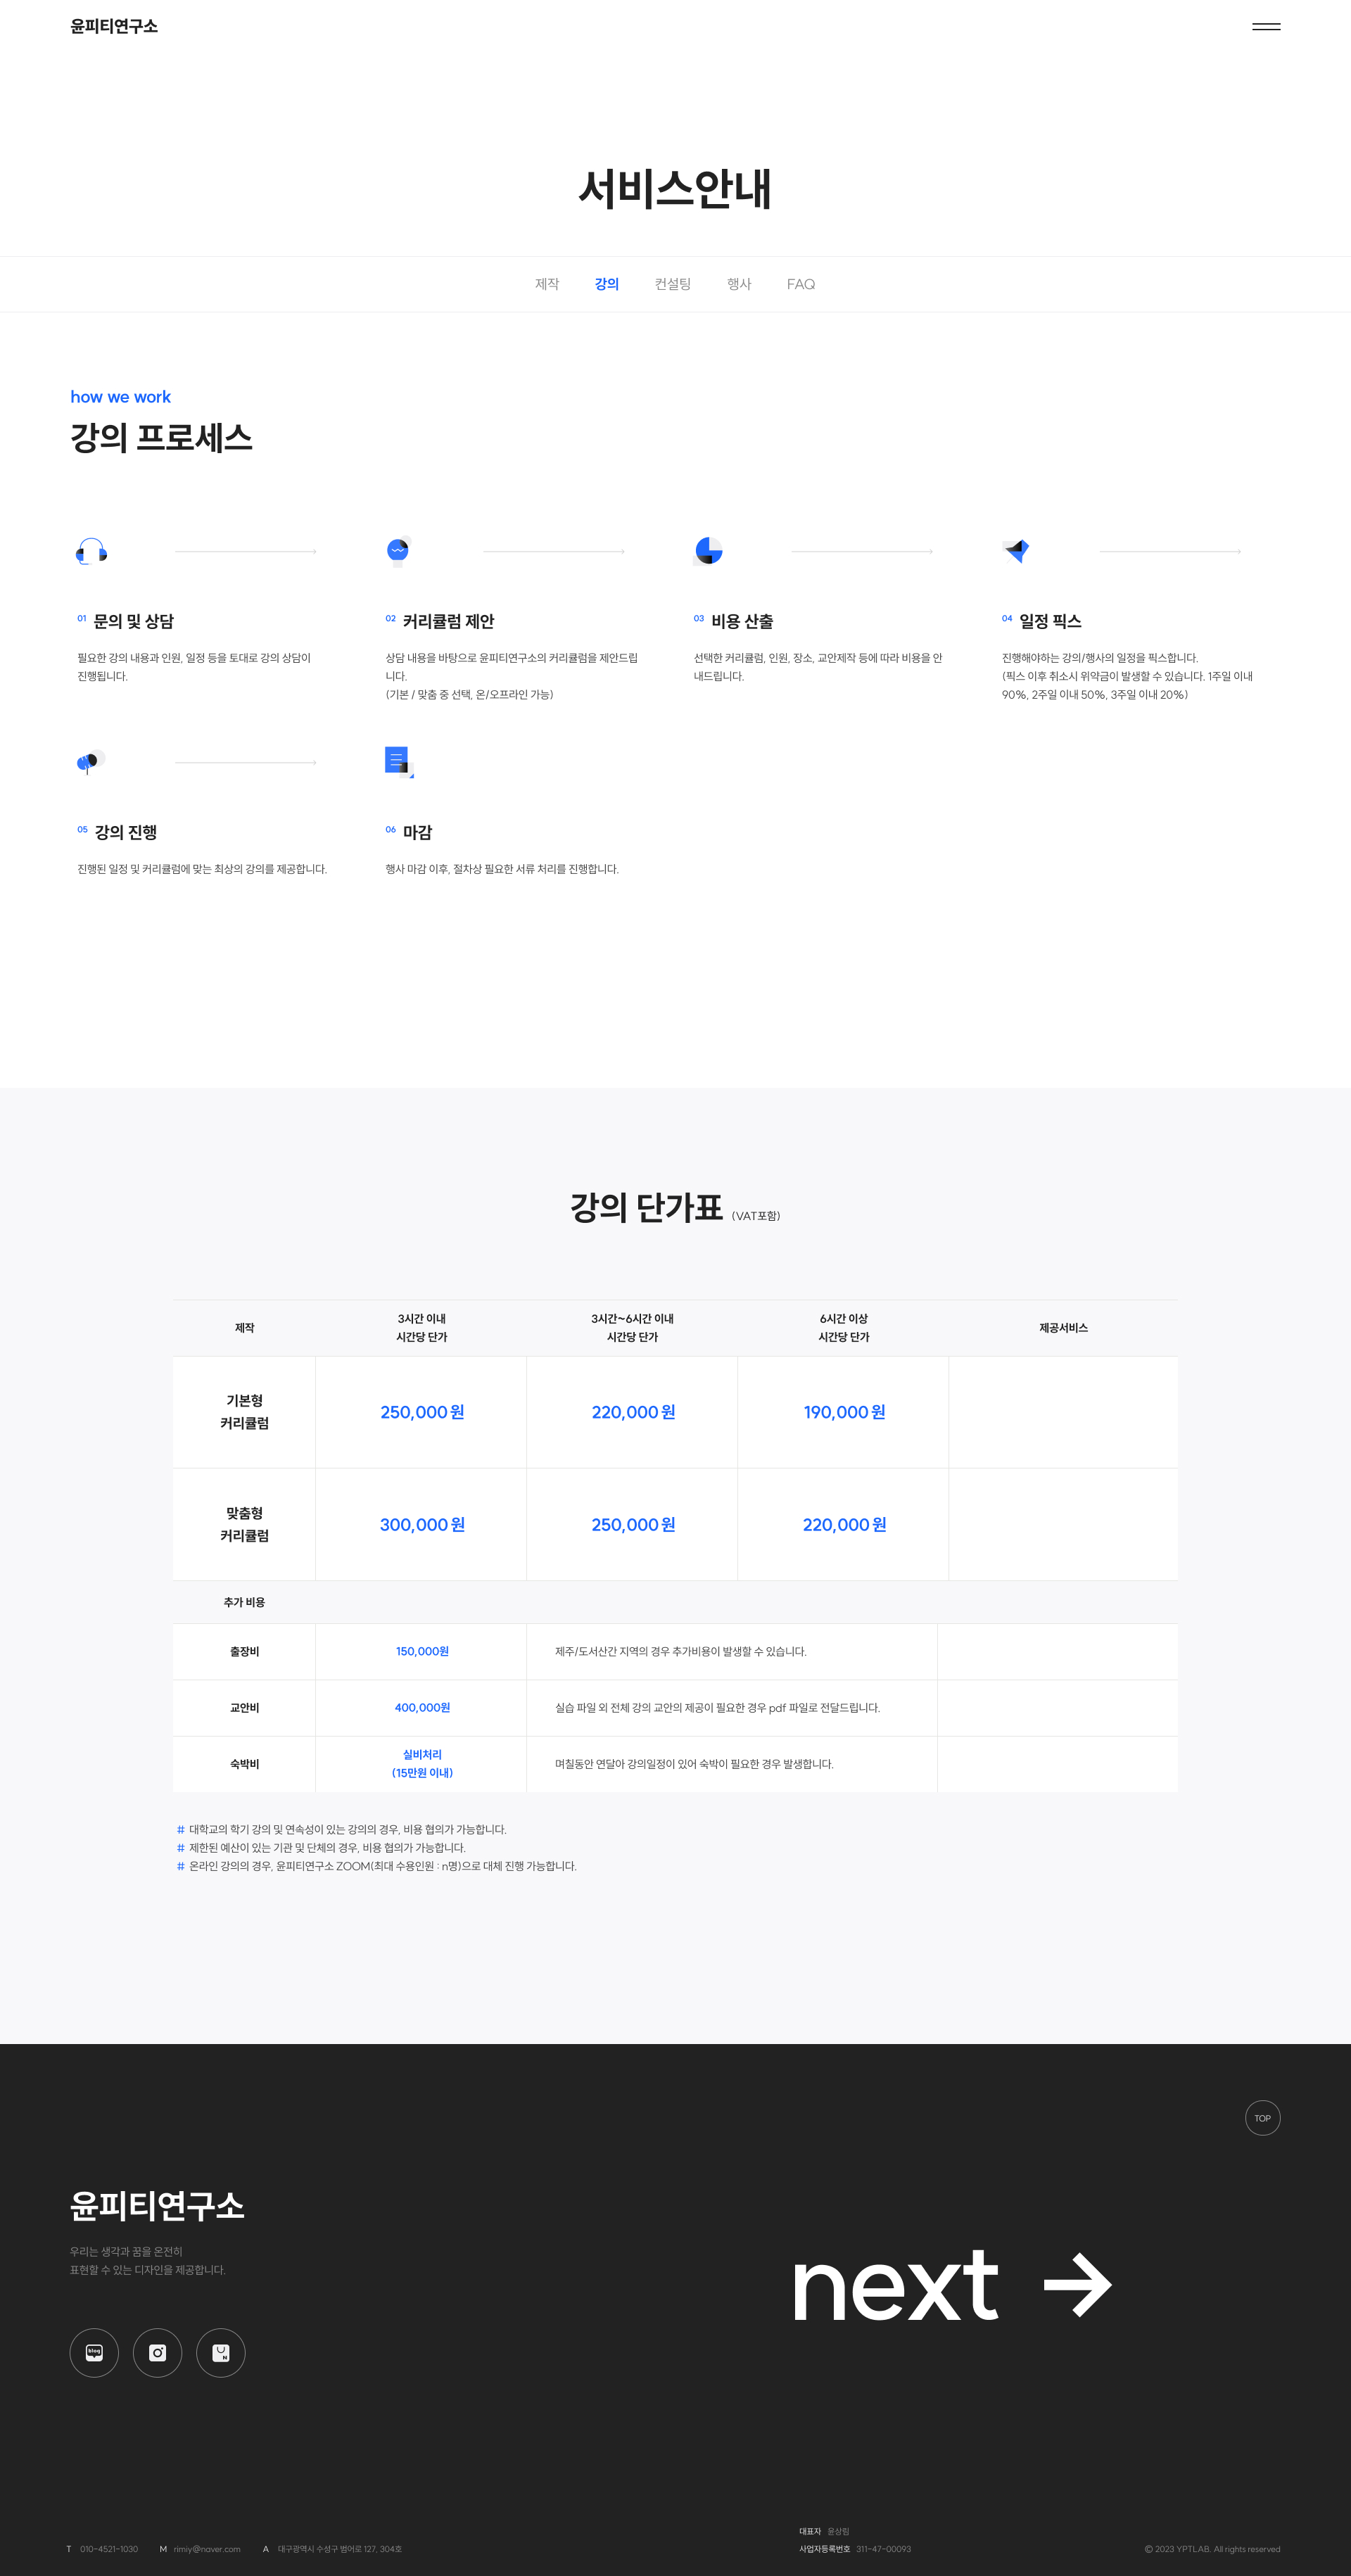 윤피티연구소
서비스안내
제작 강의 컨설팅 행사 FAQ
how we work
강의 프로세스
01 문의 및 상담
필요한 강의 내용과 인원, 일정 등을 토대로 강의 상담이
진행됩니다.
02 커리큘럼 제안
상담 내용을 바탕으로 윤피티연구소의 커리큘럼을 제안드립
니다.
(기본 / 맞춤 중 선택, 온/오프라인 가능)
03 비용 산출
선택한 커리큘럼, 인원, 장소, 교안제작 등에 따라 비용을 안
내드립니다.
04 일정 픽스
진행해야하는 강의/행사의 일정을 픽스합니다.
(픽스 이후 취소시 위약금이 발생할 수 있습니다. 1주일 이내
90%, 2주일 이내 50%, 3주일 이내 20%)
05 강의 진행
진행된 일정 및 커리큘럼에 맞는 최상의 강의를 제공합니다.
06 마감
행사 마감 이후, 절차상 필요한 서류 처리를 진행합니다.
강의 단가표 (VAT포함)
제작
3시간 이내
시간당 단가
3시간~6시간 이내
시간당 단가
6시간 이상
시간당 단가
제공서비스
기본형
커리큘럼
250,000 원 220,000 원 190,000 원
맞춤형
커리큘럼
300,000 원 250,000 원 220,000 원
추가 비용
출장비 150,000원 제주/도서산간 지역의 경우 추가비용이 발생할 수 있습니다.
교안비 400,000원 실습 파일 외 전체 강의 교안의 제공이 필요한 경우 pdf 파일로 전달드립니다.
숙박비
실비처리
(15만원 이내)
며칠동안 연달아 강의일정이 있어 숙박이 필요한 경우 발생합니다.
# 대학교의 학기 강의 및 연속성이 있는 강의의 경우, 비용 협의가 가능합니다.
# 제한된 예산이 있는 기관 및 단체의 경우, 비용 협의가 가능합니다.
# 온라인 강의의 경우, 윤피티연구소 ZOOM(최대 수용인원 : n명)으로 대체 진행 가능합니다.
TOP
윤피티연구소
우리는 생각과 꿈을 온전히
표현할 수 있는 디자인을 제공합니다.
next →
blog
N
대표자 윤상림
T 010-4521-1030 M rimiy@naver.com A 대구광역시 수성구 범어로 127, 304호
사업자등록번호 311-47-00093
© 2023 YPTLAB. All rights reserved